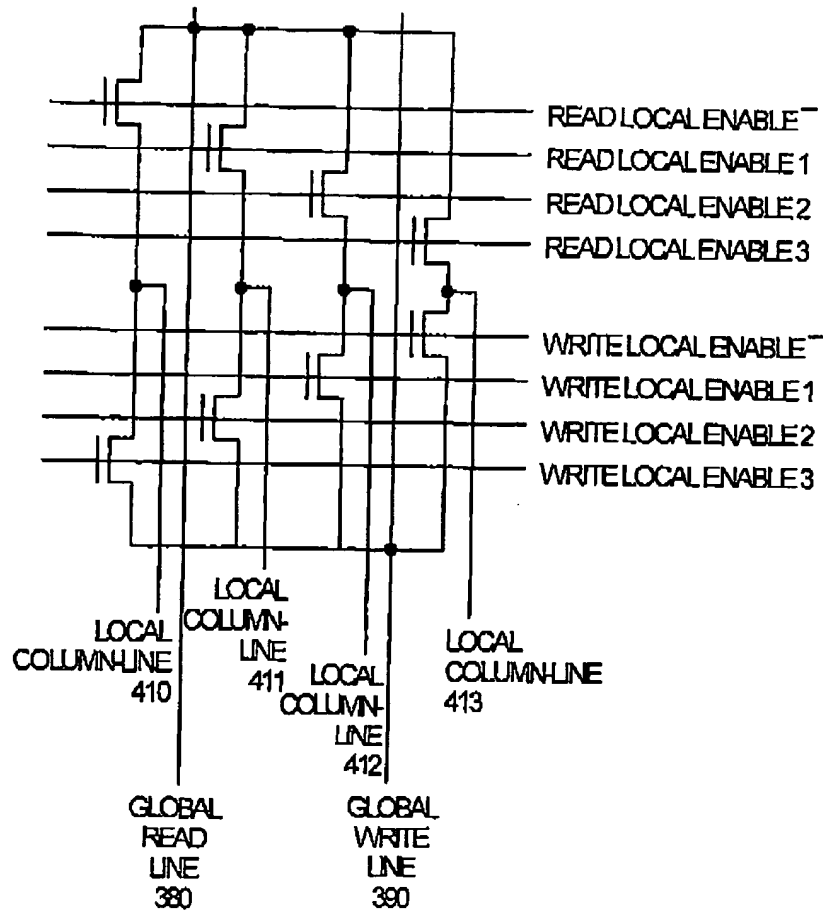 READ LOCAL ENABLE‾
READ LOCAL ENABLE 1
READ LOCAL ENABLE 2
READ LOCAL ENABLE 3
WRITE LOCAL ENABLE‾
WRITE LOCAL ENABLE 1
WRITE LOCAL ENABLE 2
WRITE LOCAL ENABLE 3
LOCAL
COLUMN-LINE
410
LOCAL
COLUMN-
LINE
411
LOCAL
COLUMN-
LINE
412
LOCAL
COLUMN-LINE
413
GLOBAL
READ
LINE
380
GLOBAL
WRITE
LINE
390